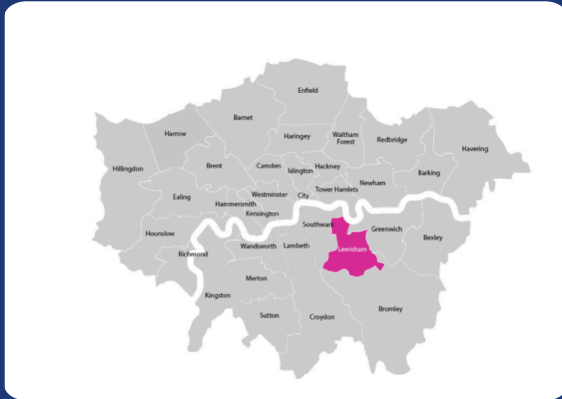 Enfield
Barnet
Harrow
Haringey
Waltham
Forest
Redbridge
Havering
Hillingdon
Brent
Camden
Islington
Hackney
Barking
Ealing
Hammersmith
Westminster
Kensington
City
Tower Hamlets
Newham
Hounslow
Richmond
Wandsworth
Lambeth
Southwark
Lewisham
Greenwich
Bexley
Kingston
Merton
Sutton
Croydon
Bromley